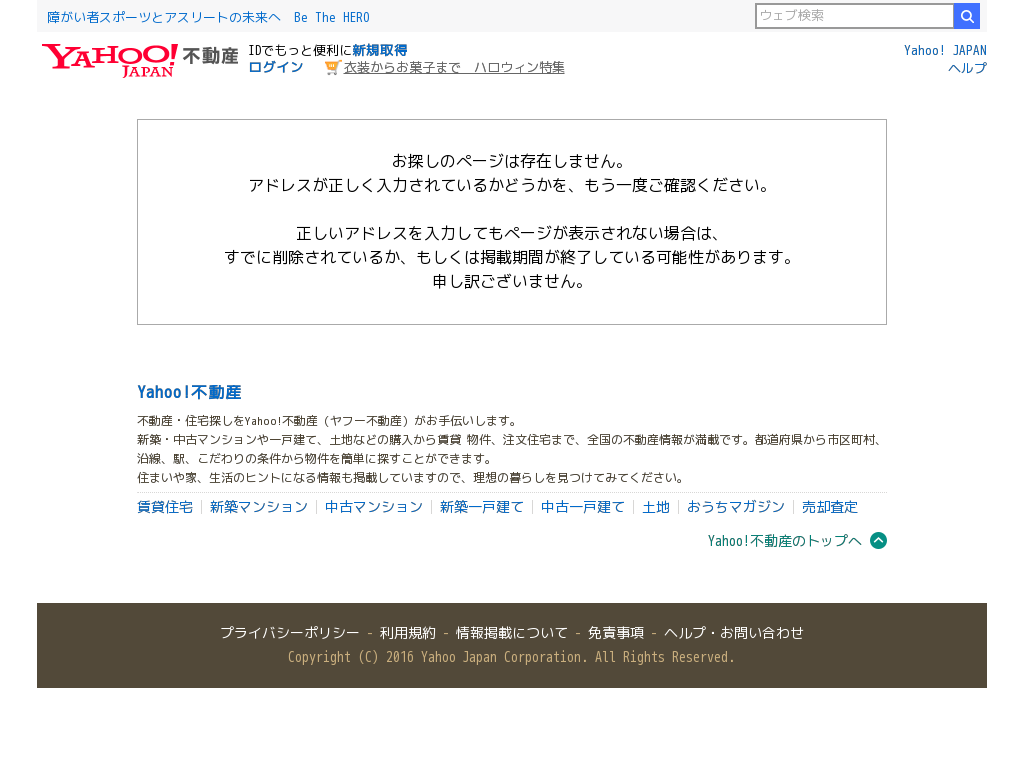 障がい者スポーツとアスリートの未来へ　Be The HERO
ウェブ検索
YAHOO! JAPAN 不動産
IDでもっと便利に新規取得
ログイン　衣装からお菓子まで　ハロウィン特集
Yahoo! JAPAN
ヘルプ
お探しのページは存在しません。
アドレスが正しく入力されているかどうかを、もう一度ご確認ください。
正しいアドレスを入力してもページが表示されない場合は、
すでに削除されているか、もしくは掲載期間が終了している可能性があります。
申し訳ございません。
Yahoo!不動産
不動産・住宅探しをYahoo!不動産（ヤフー不動産）がお手伝いします。
新築・中古マンションや一戸建て、土地などの購入から賃貸 物件、注文住宅まで、全国の不動産情報が満載です。都道府県から市区町村、
沿線、駅、こだわりの条件から物件を簡単に探すことができます。
住まいや家、生活のヒントになる情報も掲載していますので、理想の暮らしを見つけてみてください。
賃貸住宅 新築マンション 中古マンション 新築一戸建て 中古一戸建て 土地 おうちマガジン 売却査定
Yahoo!不動産のトップへ
プライバシーポリシー - 利用規約 - 情報掲載について - 免責事項 - ヘルプ・お問い合わせ
Copyright (C) 2016 Yahoo Japan Corporation. All Rights Reserved.